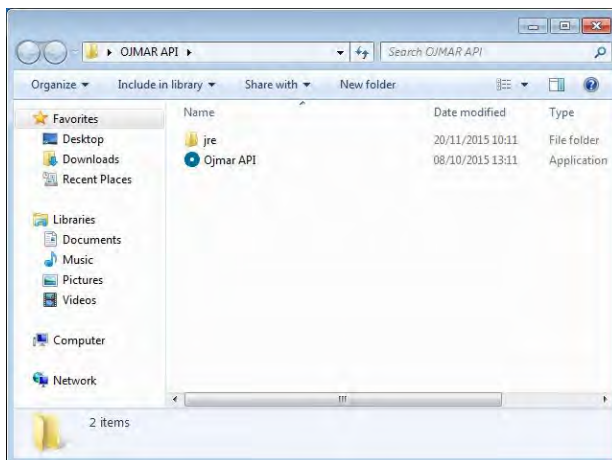 OJMAR API
Search OJMAR API
Organize
Include in library
Share with
New folder
Name
Date modified
Type
Favorites
Desktop
Downloads
Recent Places
Libraries
Documents
Music
Pictures
Videos
Computer
Network
jre
20/11/2015 10:11
File folder
Ojmar API
08/10/2015 13:11
Application
2 items